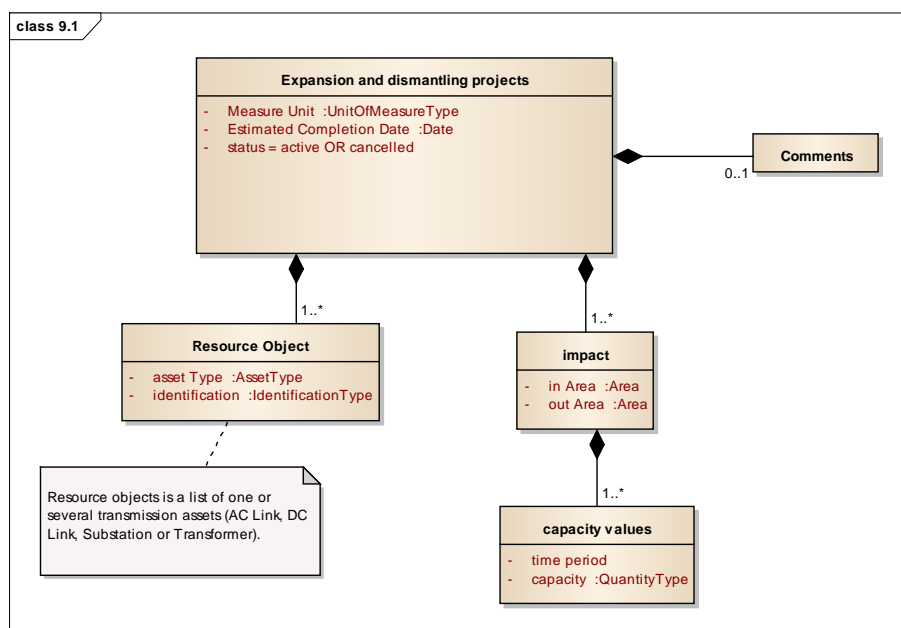 class 9.1
Expansion and dismantling projects
- Measure Unit :UnitOfMeasureType
- Estimated Completion Date :Date
- status = active OR cancelled
Comments
0..1
1..*
1..*
Resource Object
- asset Type :AssetType
- identification :IdentificationType
impact
- in Area :Area
- out Area :Area
Resource objects is a list of one or
several transmission assets (AC Link, DC
Link, Substation or Transformer).
1..*
capacity values
- time period
- capacity :QuantityType